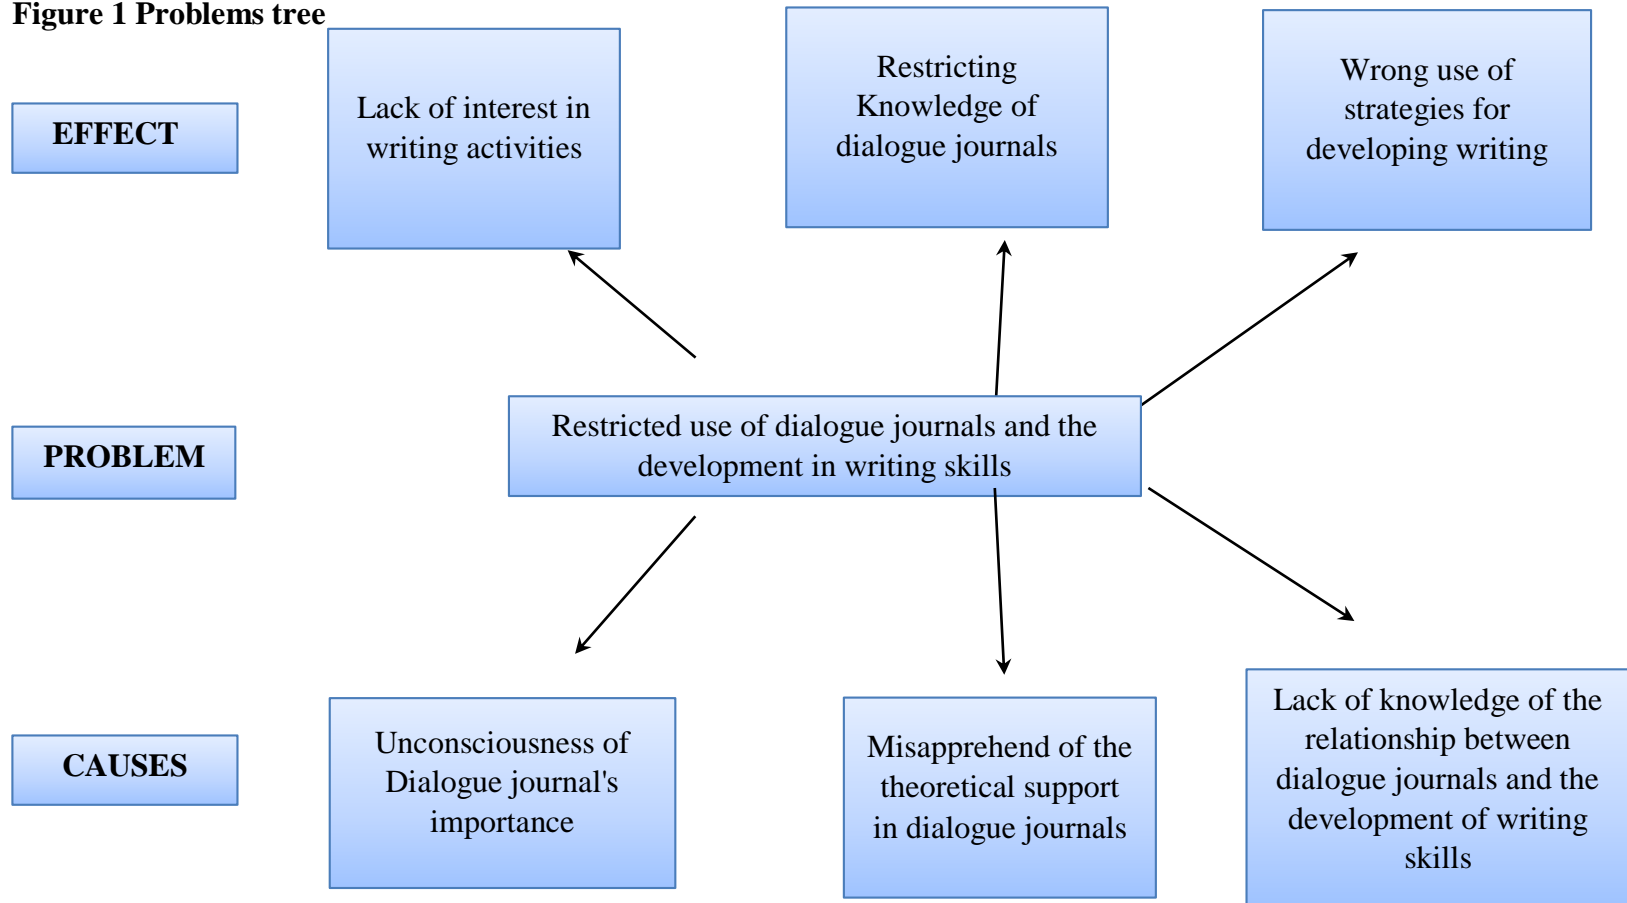 Figure 1 Problems tree
EFFECT
Lack of interest in
writing activities
Restricting
Knowledge of
dialogue journals
Wrong use of
strategies for
developing writing
PROBLEM
Restricted use of dialogue journals and the
development in writing skills
CAUSES
Unconsciousness of
Dialogue journal's
importance
Misapprehend of the
theoretical support
in dialogue journals
Lack of knowledge of the
relationship between
dialogue journals and the
development of writing
skills